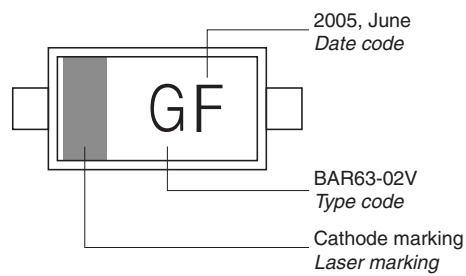 2005, June
Date code
GF
BAR63-02V
Type code
Cathode marking
Laser marking